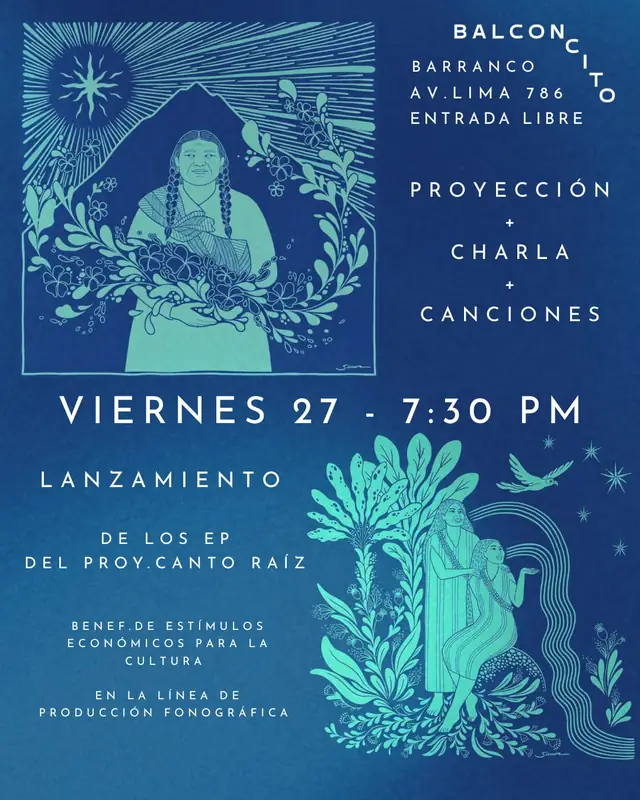 BALCONCITO
BARRANCO
AV.LIMA 786
ENTRADA LIBRE
PROYECCIÓN
+
CHARLA
+
CANCIONES
VIERNES 27 - 7:30 PM
LANZAMIENTO
DE LOS EP
DEL PROY.CANTO RAÍZ
BENEF.DE ESTÍMULOS
ECONÓMICOS PARA LA
CULTURA
EN LA LÍNEA DE
PRODUCCIÓN FONOGRÁFICA